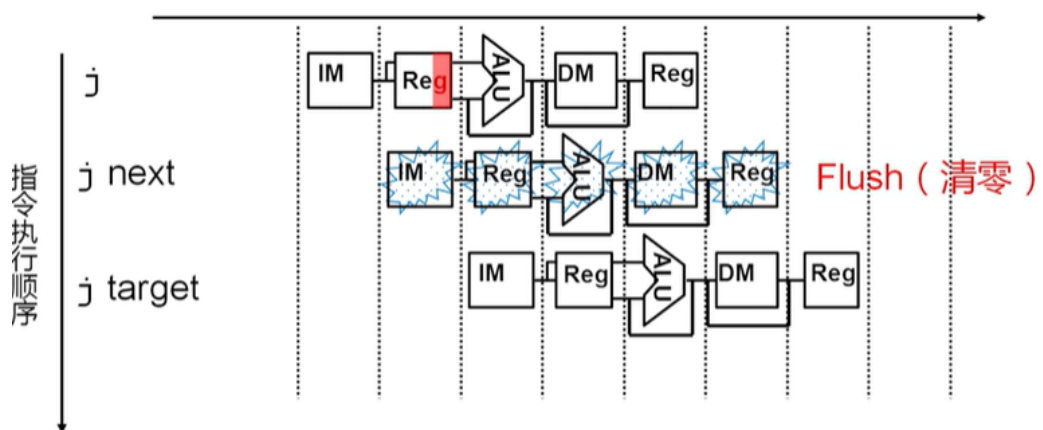 j
IM Reg ALU DM Reg
j next
IM Reg ALU DM Reg
Flush（清零）
j target
IM Reg ALU DM Reg
指令执行顺序